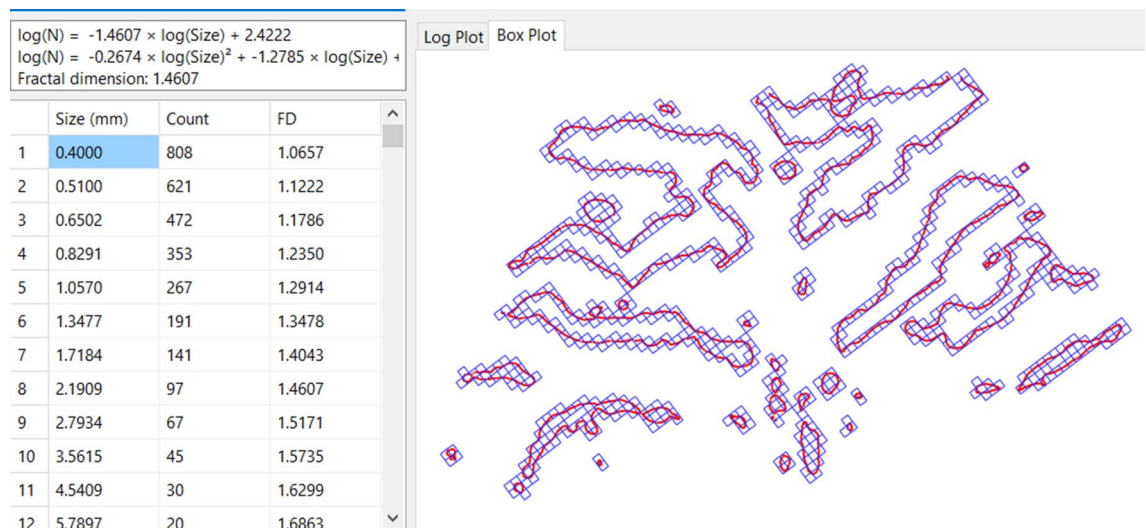 log(N) = -1.4607 × log(Size) + 2.4222
log(N) = -0.2674 × log(Size)² + -1.2785 × log(Size) +
Fractal dimension: 1.4607
Log Plot Box Plot
Size (mm) Count FD
1 0.4000 808 1.0657
2 0.5100 621 1.1222
3 0.6502 472 1.1786
4 0.8291 353 1.2350
5 1.0570 267 1.2914
6 1.3477 191 1.3478
7 1.7184 141 1.4043
8 2.1909 97 1.4607
9 2.7934 67 1.5171
10 3.5615 45 1.5735
11 4.5409 30 1.6299
12 5.7897 20 1.6863